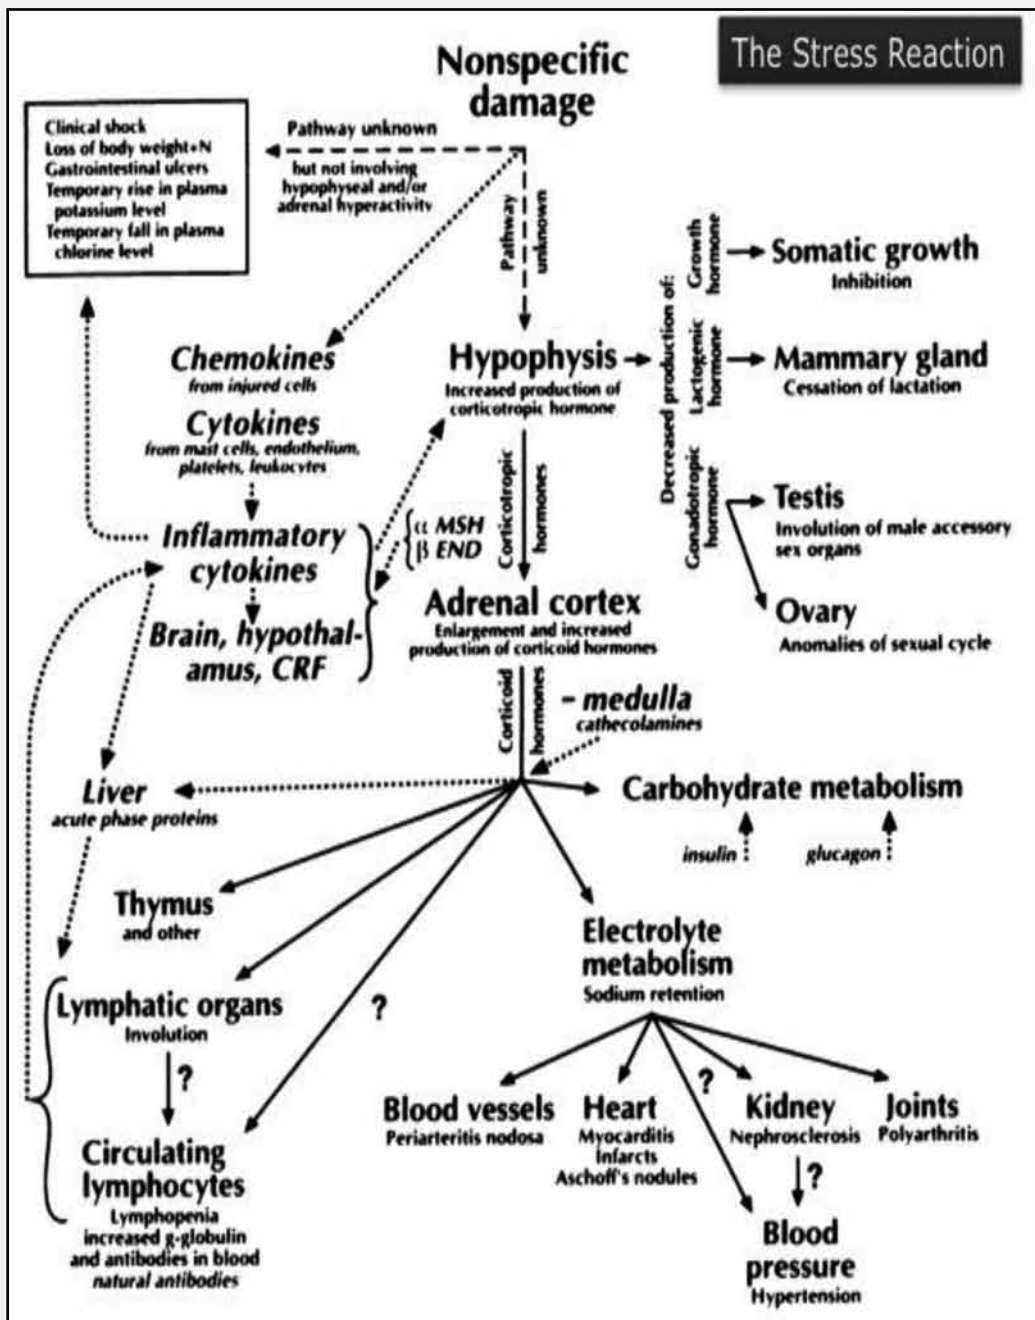 The Stress Reaction
Nonspecific
damage
Clinical shock
Loss of body weight+N
Gastrointestinal ulcers
Temporary rise in plasma
potassium level
Temporary fall in plasma
chlorine level
Pathway unknown
but not involving
hypophyseal and/or
adrenal hyperactivity
Pathway
unknown
Chemokines
from injured cells
Cytokines
from mast cells, endothelium,
platelets, leukocytes
Inflammatory
cytokines
Brain, hypothal-
amus, CRF
Hypophysis
Increased production of
corticotropic hormone
α MSH
β END
Corticotropic
hormones
Decreased production of:
Growth
hormone
Somatic growth
Inhibition
Lactogenic
hormone
Mammary gland
Cessation of lactation
Gonadotropic
hormone
Testis
Involution of male accessory
sex organs
Ovary
Anomalies of sexual cycle
Adrenal cortex
Enlargement and increased
production of corticoid hormones
Corticoid
hormones
– medulla
cathecolamines
Liver
acute phase proteins
Carbohydrate metabolism
insulin
glucagon
Thymus
and other
Lymphatic organs
Involution
?
?
Circulating
lymphocytes
Lymphopenia
increased g-globulin
and antibodies in blood
natural antibodies
Electrolyte
metabolism
Sodium retention
Blood vessels
Periarteritis nodosa
Heart
Myocarditis
Infarcts
Aschoff's nodules
?
Kidney
Nephrosclerosis
Joints
Polyarthritis
?
Blood
pressure
Hypertension